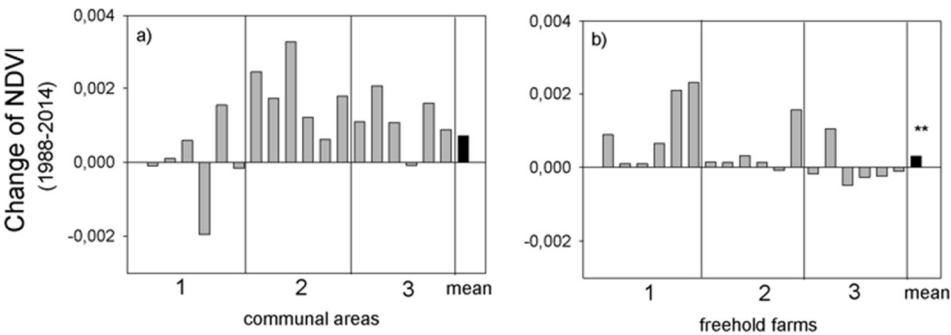 Change of NDVI
(1988-2014)
0,004
0,002
0,000
-0,002
a)
1 2 3 mean
communal areas
0,004
0,002
0,000
-0,002
b)
**
1 2 3 mean
freehold farms